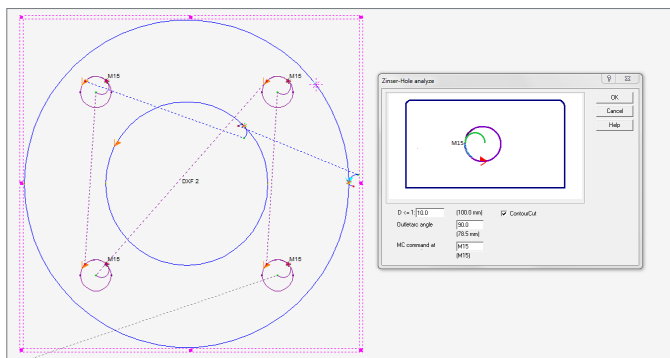 M15
M15
DXF 2
M15
M15
Zinser-Hole analyze
OK
Cancel
Help
M15
D <= 1: 10.0 (100.0 mm) ContourCut
Outletarc angle 90.0
(78.5 mm)
MC command at M15
(M15)